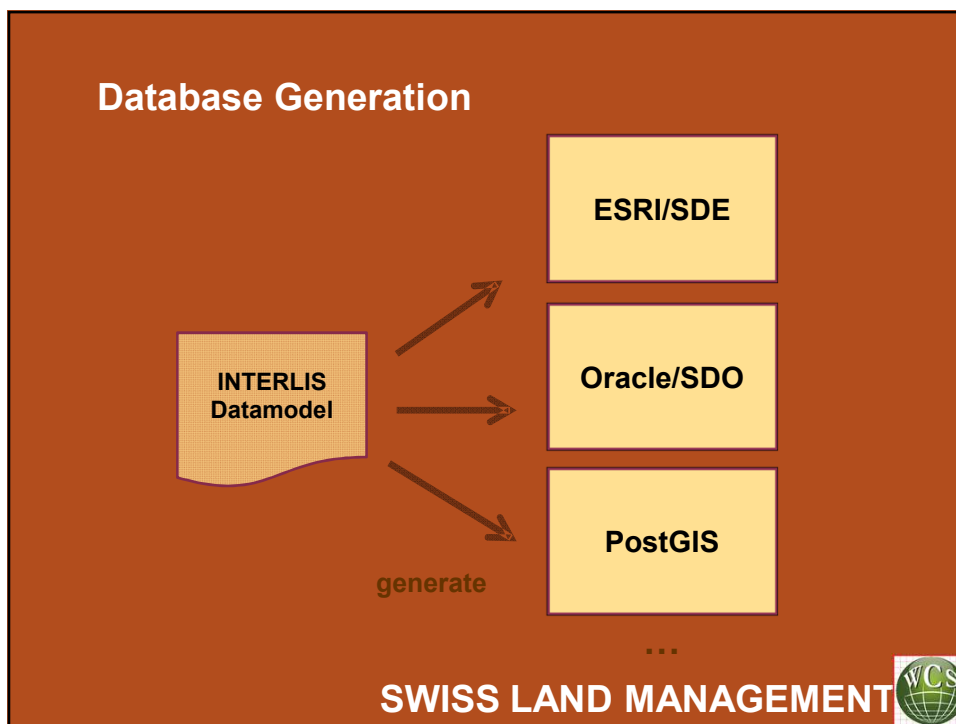 Database Generation
ESRI/SDE
INTERLIS
Datamodel
Oracle/SDO
PostGIS
generate
...
SWISS LAND MANAGEMENT
WCS